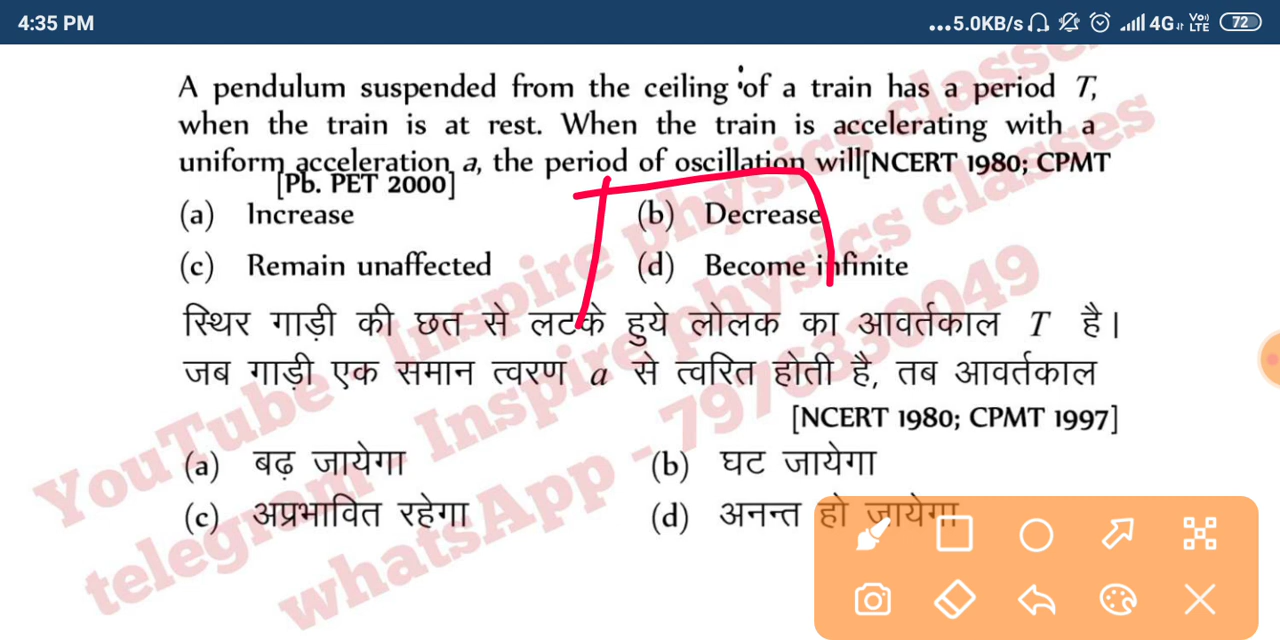 4:35 PM
...5.0KB/s 4G Vo) LTE 72
A pendulum suspended from the ceiling of a train has a period T,
when the train is at rest. When the train is accelerating with a
uniform acceleration a, the period of oscillation will[NCERT 1980; CPMT
[Pb. PET 2000]
(a) Increase (b) Decrease
(c) Remain unaffected (d) Become infinite
स्थिर गाड़ी की छत से लटके हुये लोलक का आवर्तकाल T है।
जब गाड़ी एक समान त्वरण a से त्वरित होती है, तब आवर्तकाल
[NCERT 1980; CPMT 1997]
(a) बढ़ जायेगा (b) घट जायेगा
(c) अप्रभावित रहेगा (d) अनन्त हो जायेगा
YouTube - Inspire physics classes
telegram - Inspire physics classes
whatsApp - 7976330049